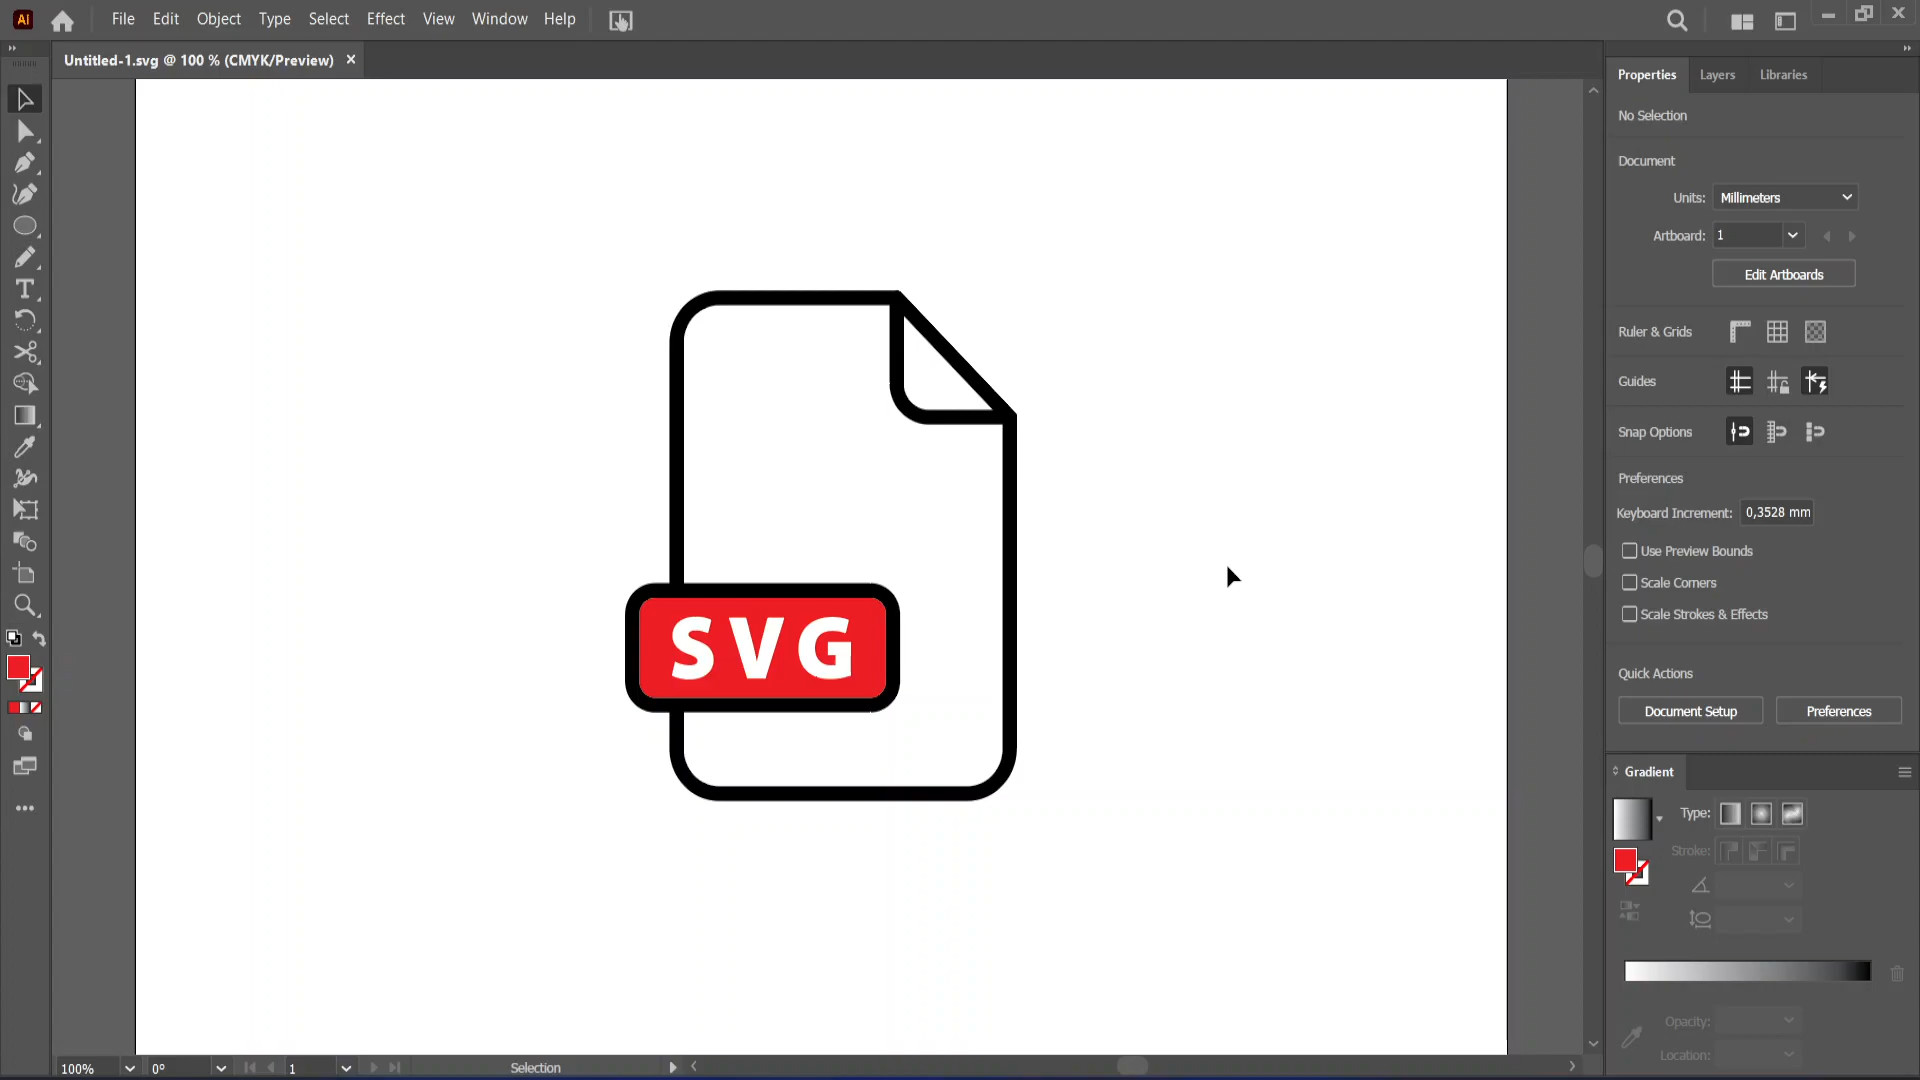 Ai
File Edit Object Type Select Effect View Window Help
Untitled-1.svg @ 100 % (CMYK/Preview) ×
Properties Layers Libraries
No Selection
Document
Units: Millimeters
Artboard: 1
Edit Artboards
Ruler & Grids
Guides
Snap Options
Preferences
Keyboard Increment: 0,3528 mm
Use Preview Bounds
Scale Corners
Scale Strokes & Effects
Quick Actions
Document Setup Preferences
Gradient
Type:
Stroke:
Opacity:
Location:
SVG
100% 0° 1 Selection